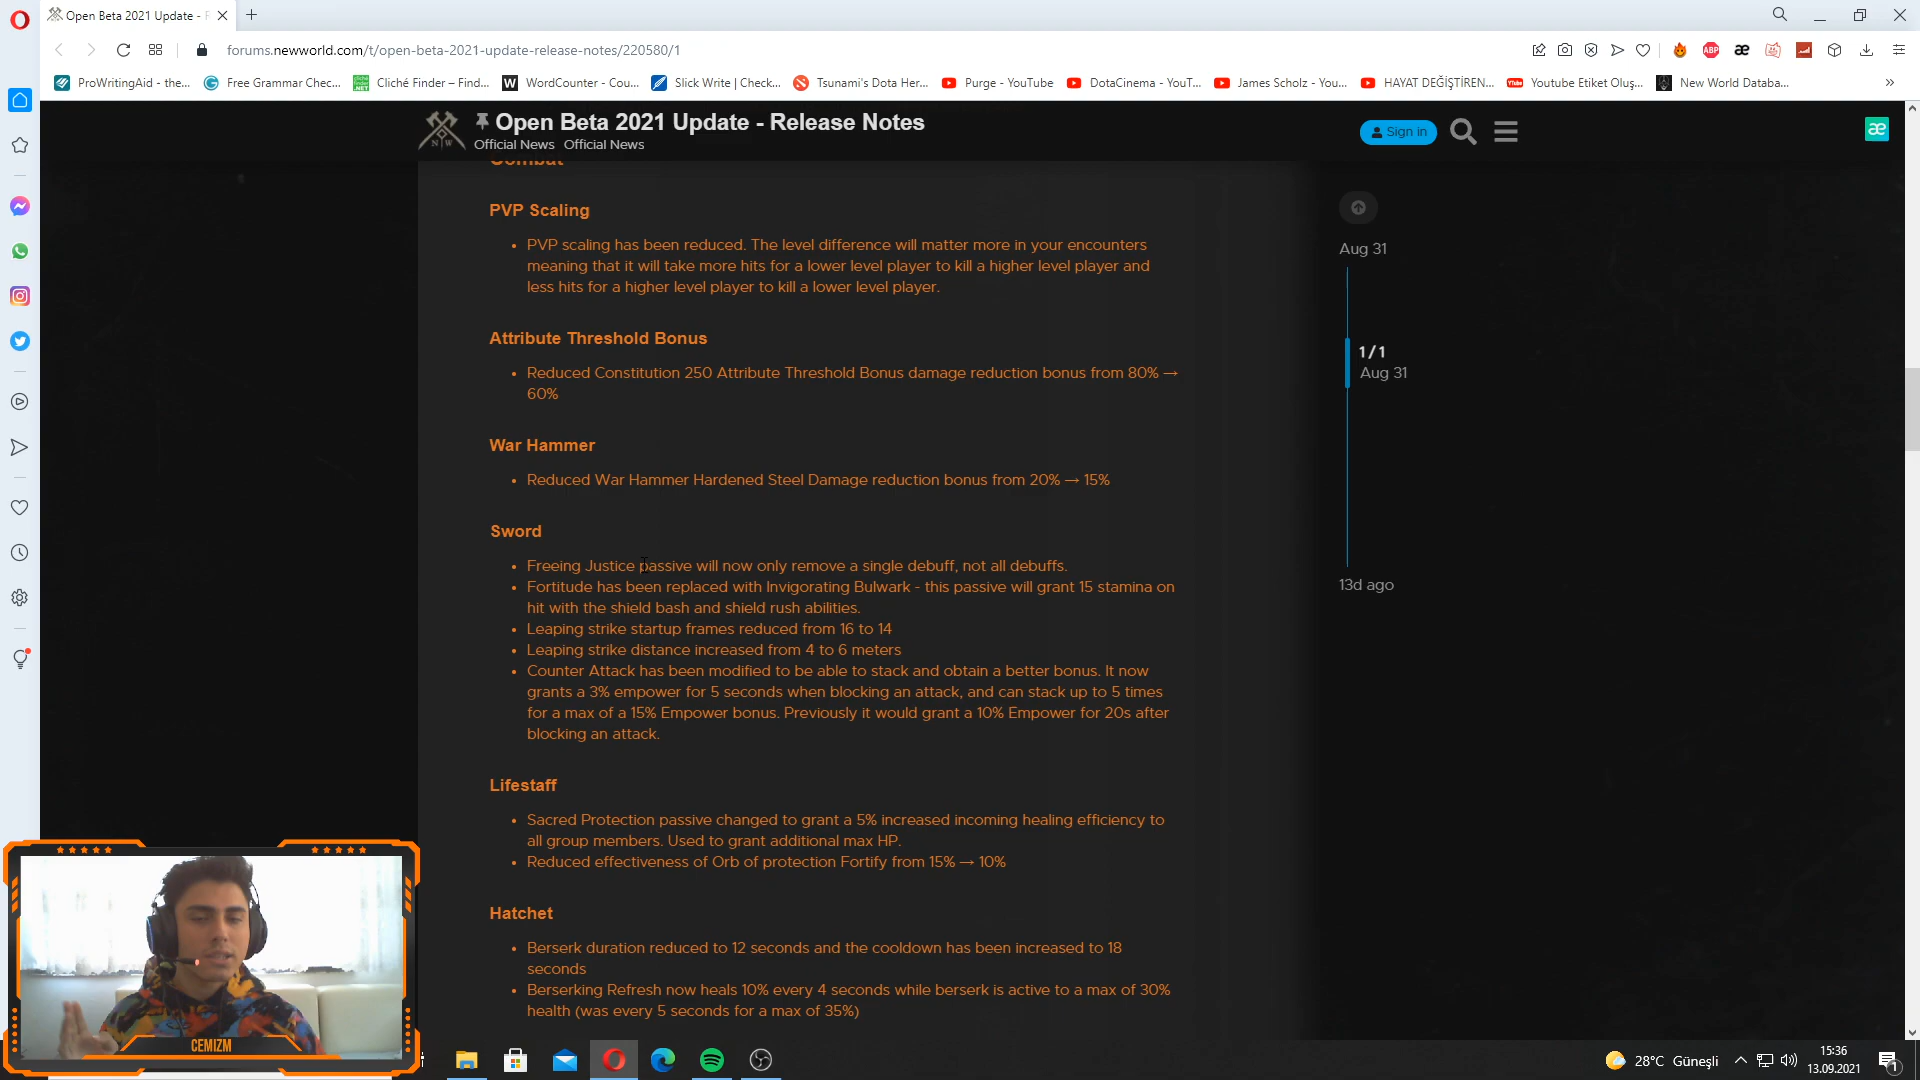 Open Beta 2021 Update - F
forums.newworld.com/t/open-beta-2021-update-release-notes/220580/1
ABP
æ
ProWritingAid - the...
Free Grammar Chec...
Cliché Finder – Find...
WordCounter - Cou...
Slick Write | Check...
Tsunami's Dota Her...
Purge - YouTube
DotaCinema - YouT...
James Scholz - You...
HAYAT DEĞİŞTİREN...
Youtube Etiket Oluş...
New World Databa...
»
Open Beta 2021 Update - Release Notes
Official News Official News
Sign in
æ
Combat
PVP Scaling
• PVP scaling has been reduced. The level difference will matter more in your encounters
meaning that it will take more hits for a lower level player to kill a higher level player and
less hits for a higher level player to kill a lower level player.
Attribute Threshold Bonus
• Reduced Constitution 250 Attribute Threshold Bonus damage reduction bonus from 80% →
60%
War Hammer
• Reduced War Hammer Hardened Steel Damage reduction bonus from 20% → 15%
Sword
• Freeing Justice passive will now only remove a single debuff, not all debuffs.
• Fortitude has been replaced with Invigorating Bulwark - this passive will grant 15 stamina on
hit with the shield bash and shield rush abilities.
• Leaping strike startup frames reduced from 16 to 14
• Leaping strike distance increased from 4 to 6 meters
• Counter Attack has been modified to be able to stack and obtain a better bonus. It now
grants a 3% empower for 5 seconds when blocking an attack, and can stack up to 5 times
for a max of a 15% Empower bonus. Previously it would grant a 10% Empower for 20s after
blocking an attack.
Lifestaff
• Sacred Protection passive changed to grant a 5% increased incoming healing efficiency to
all group members. Used to grant additional max HP.
• Reduced effectiveness of Orb of protection Fortify from 15% → 10%
Hatchet
• Berserk duration reduced to 12 seconds and the cooldown has been increased to 18
seconds
• Berserking Refresh now heals 10% every 4 seconds while berserk is active to a max of 30%
health (was every 5 seconds for a max of 35%)
Aug 31
1 / 1
Aug 31
13d ago
CEMIZM
28°C Güneşli
15:36
13.09.2021
1